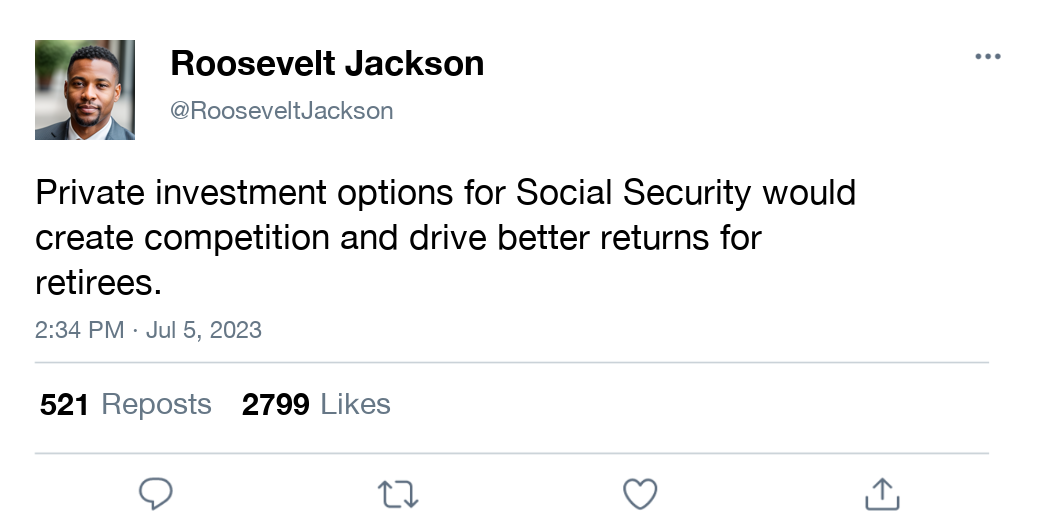 Roosevelt Jackson
@RooseveltJackson
Private investment options for Social Security would
create competition and drive better returns for
retirees.
2:34 PM · Jul 5, 2023
521 Reposts 2799 Likes